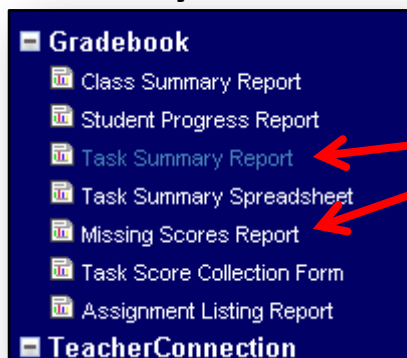 Gradebook
Class Summary Report
Student Progress Report
Task Summary Report
Task Summary Spreadsheet
Missing Scores Report
Task Score Collection Form
Assignment Listing Report
TeacherConnection